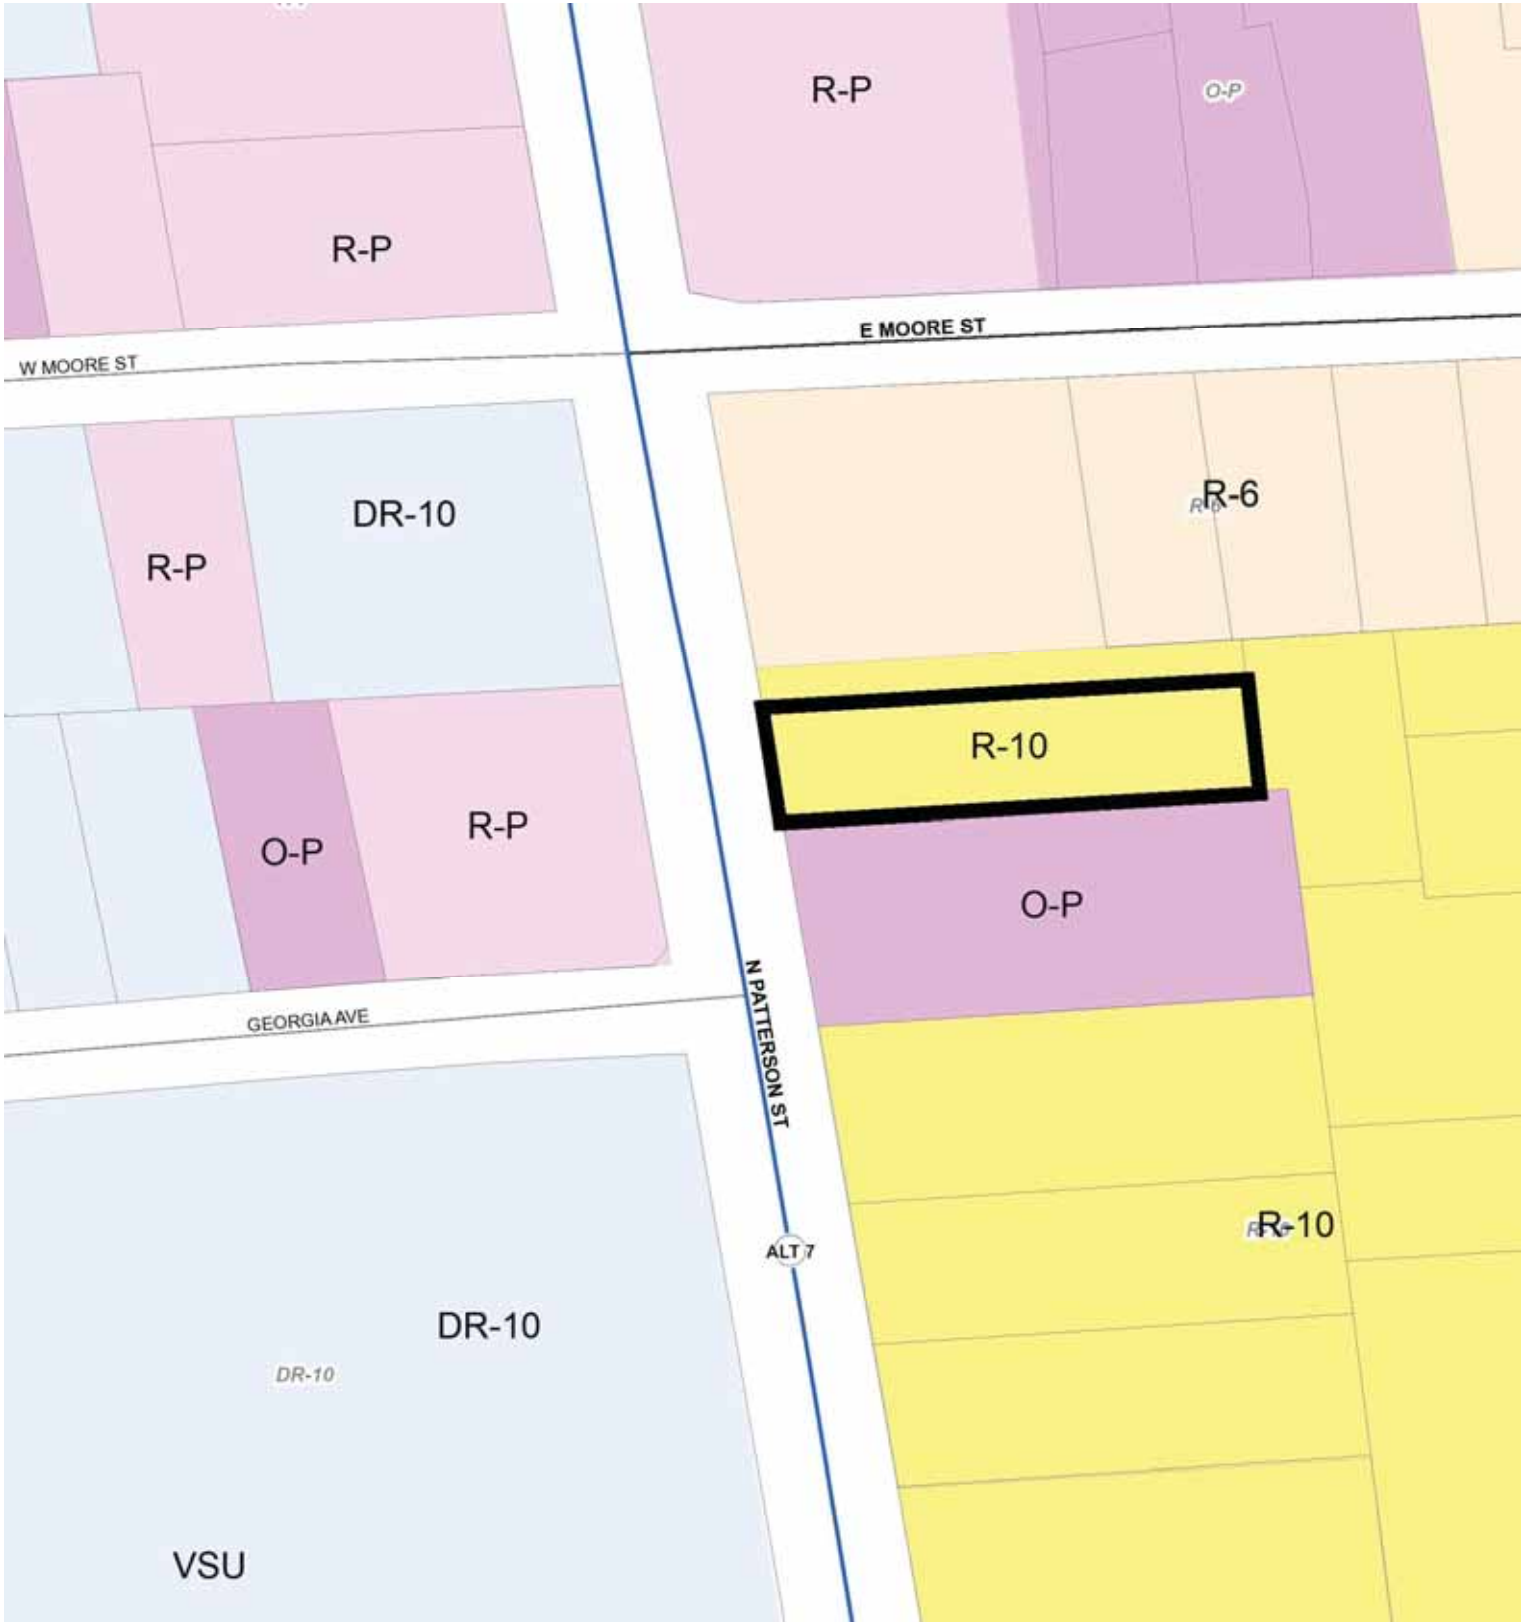 R-P
O-P
R-P
E MOORE ST
W MOORE ST
DR-10
R-6
R-6
R-P
R-10
R-P
O-P
O-P
N PATTERSON ST
GEORGIA AVE
R-10
ALT 7
DR-10
DR-10
VSU